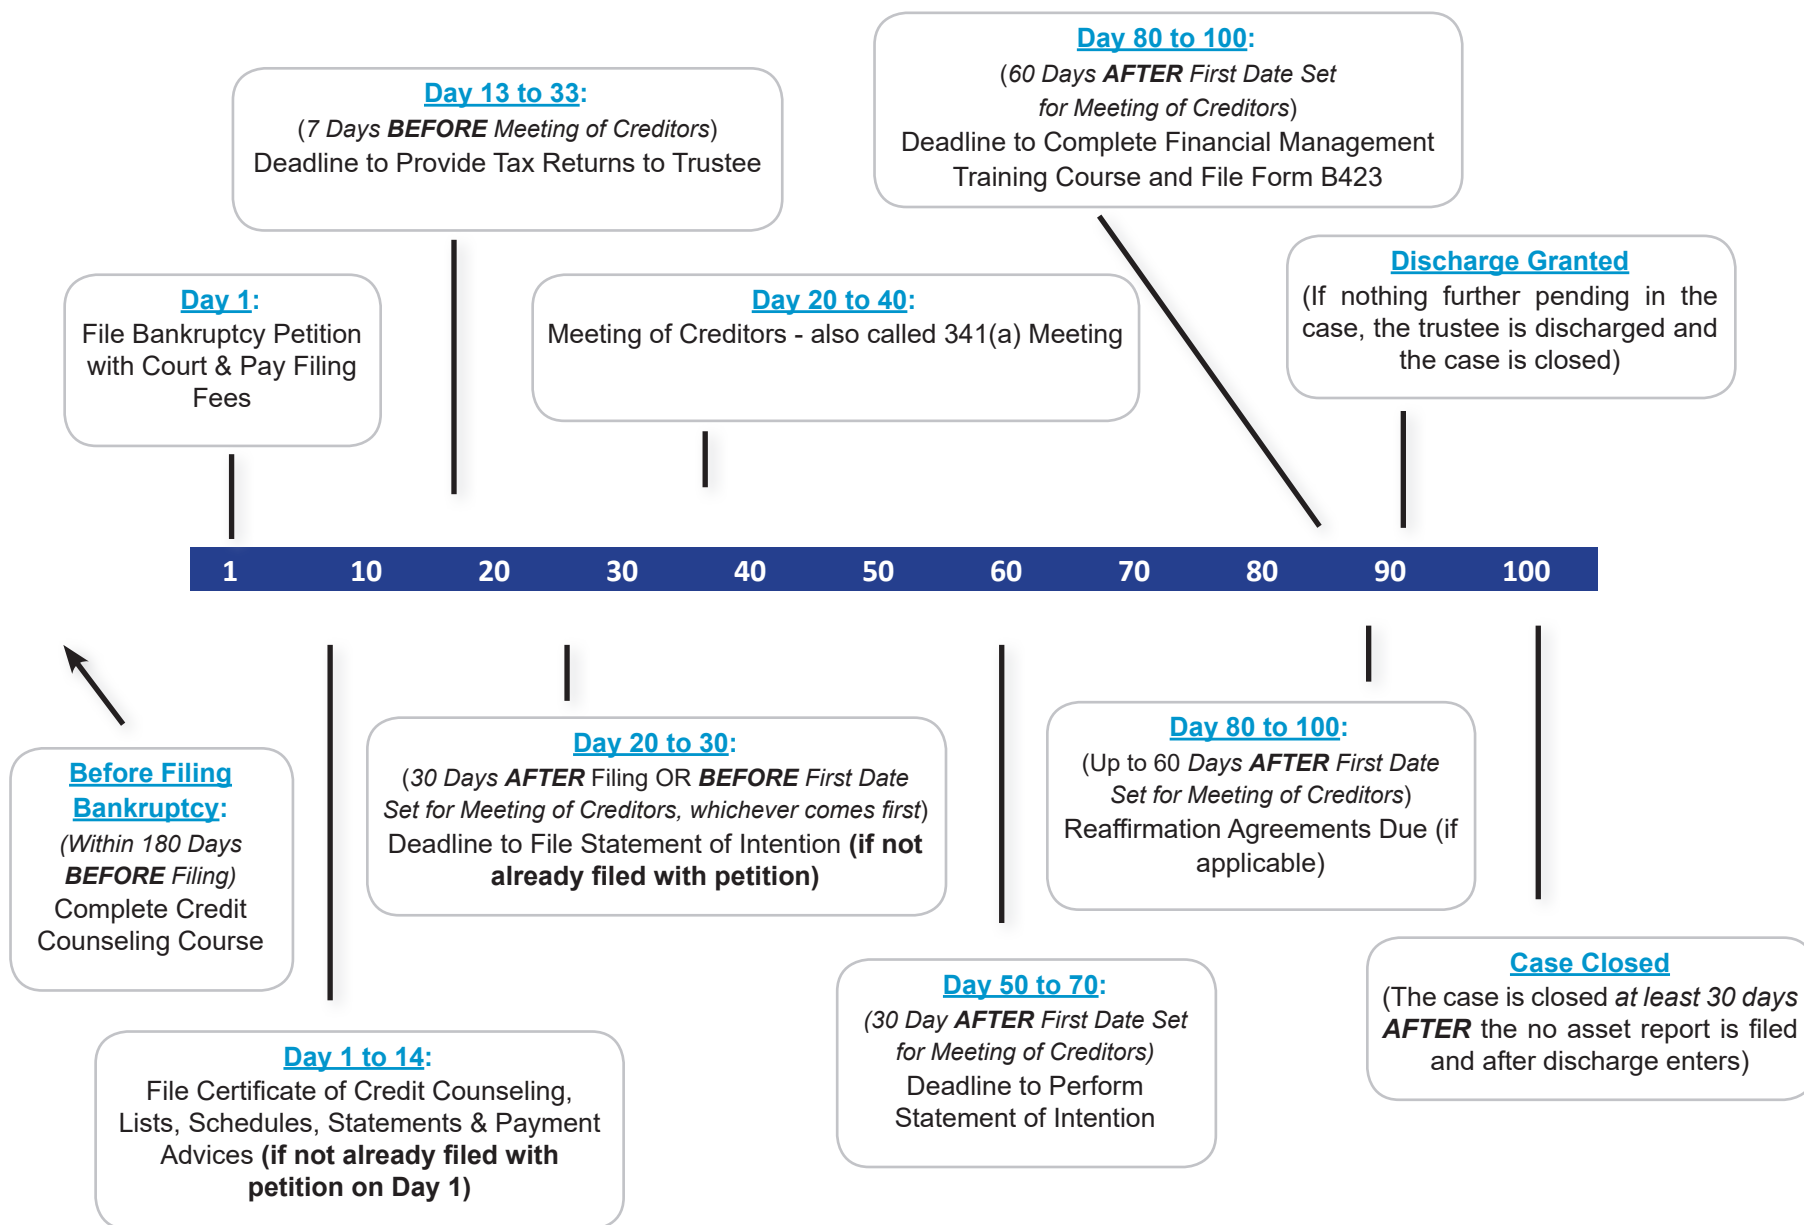 Day 80 to 100:
(60 Days AFTER First Date Set
for Meeting of Creditors)
Deadline to Complete Financial Management
Training Course and File Form B423
Day 13 to 33:
(7 Days BEFORE Meeting of Creditors)
Deadline to Provide Tax Returns to Trustee
Day 1:
File Bankruptcy Petition
with Court & Pay Filing
Fees
Day 20 to 40:
Meeting of Creditors - also called 341(a) Meeting
Discharge Granted
(If nothing further pending in the
case, the trustee is discharged and
the case is closed)
1 10 20 30 40 50 60 70 80 90 100
Before Filing
Bankruptcy:
(Within 180 Days
BEFORE Filing)
Complete Credit
Counseling Course
Day 20 to 30:
(30 Days AFTER Filing OR BEFORE First Date
Set for Meeting of Creditors, whichever comes first)
Deadline to File Statement of Intention (if not
already filed with petition)
Day 80 to 100:
(Up to 60 Days AFTER First Date
Set for Meeting of Creditors)
Reaffirmation Agreements Due (if
applicable)
Day 1 to 14:
File Certificate of Credit Counseling,
Lists, Schedules, Statements & Payment
Advices (if not already filed with
petition on Day 1)
Day 50 to 70:
(30 Day AFTER First Date Set
for Meeting of Creditors)
Deadline to Perform
Statement of Intention
Case Closed
(The case is closed at least 30 days
AFTER the no asset report is filed
and after discharge enters)